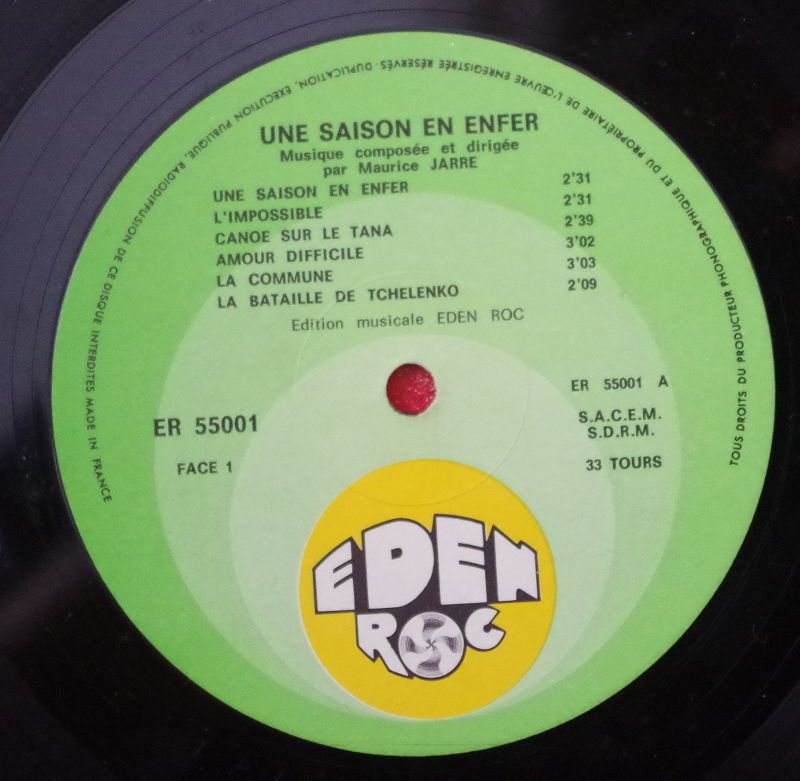 TOUS DROITS DU PRODUCTEUR PHONOGRAPHIQUE ET DU PROPRIÉTAIRE DE L'ŒUVRE ENREGISTRÉE RÉSERVÉS. DUPLICATION, EXECUTION PUBLIQUE, RADIODIFFUSION DE CE DISQUE INTERDITES MADE IN FRANCE
UNE SAISON EN ENFER
Musique composée et dirigée
par Maurice JARRE
UNE SAISON EN ENFER 2'31
L'IMPOSSIBLE 2'31
CANOE SUR LE TANA 2'39
AMOUR DIFFICILE 3'02
LA COMMUNE 3'03
LA BATAILLE DE TCHELENKO 2'09
Edition musicale EDEN ROC
ER 55001 A
ER 55001
S.A.C.E.M.
S.D.R.M.
FACE 1
33 TOURS
EDEN
ROC